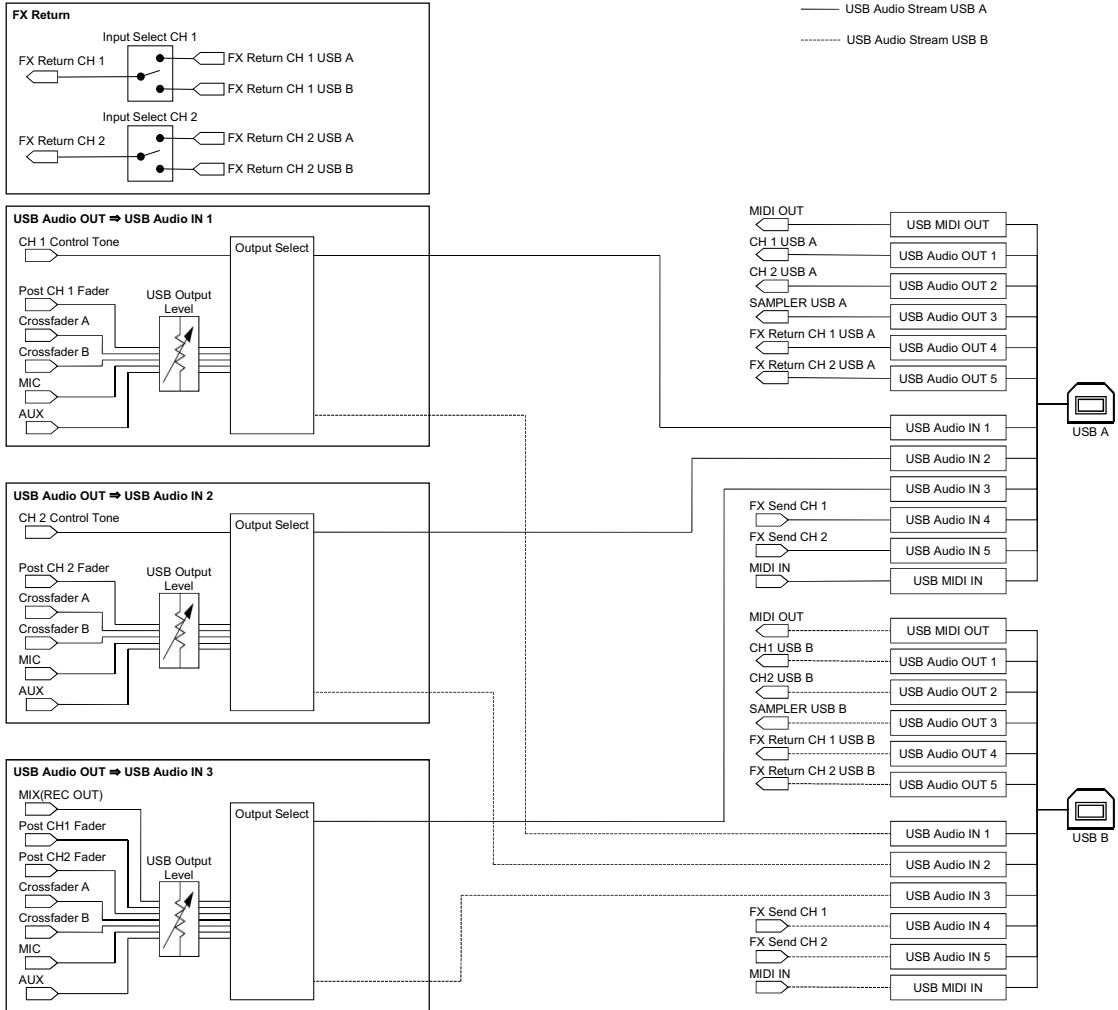 FX Return
Input Select CH 1
FX Return CH 1
FX Return CH 1 USB A
FX Return CH 1 USB B
Input Select CH 2
FX Return CH 2
FX Return CH 2 USB A
FX Return CH 2 USB B
USB Audio Stream USB A
USB Audio Stream USB B
USB Audio OUT ⇒ USB Audio IN 1
CH 1 Control Tone
Output Select
Post CH 1 Fader
USB Output
Level
Crossfader A
Crossfader B
MIC
AUX
USB Audio OUT ⇒ USB Audio IN 2
CH 2 Control Tone
Output Select
Post CH 2 Fader
USB Output
Level
Crossfader A
Crossfader B
MIC
AUX
USB Audio OUT ⇒ USB Audio IN 3
MIX(REC OUT)
Output Select
Post CH1 Fader
Post CH2 Fader
USB Output
Level
Crossfader A
Crossfader B
MIC
AUX
MIDI OUT
USB MIDI OUT
CH 1 USB A
USB Audio OUT 1
CH 2 USB A
USB Audio OUT 2
SAMPLER USB A
USB Audio OUT 3
FX Return CH 1 USB A
USB Audio OUT 4
FX Return CH 2 USB A
USB Audio OUT 5
USB A
USB Audio IN 1
USB Audio IN 2
USB Audio IN 3
FX Send CH 1
USB Audio IN 4
FX Send CH 2
USB Audio IN 5
MIDI IN
USB MIDI IN
MIDI OUT
USB MIDI OUT
CH1 USB B
USB Audio OUT 1
CH2 USB B
USB Audio OUT 2
SAMPLER USB B
USB Audio OUT 3
FX Return CH 1 USB B
USB Audio OUT 4
FX Return CH 2 USB B
USB Audio OUT 5
USB B
USB Audio IN 1
USB Audio IN 2
USB Audio IN 3
FX Send CH 1
USB Audio IN 4
FX Send CH 2
USB Audio IN 5
MIDI IN
USB MIDI IN